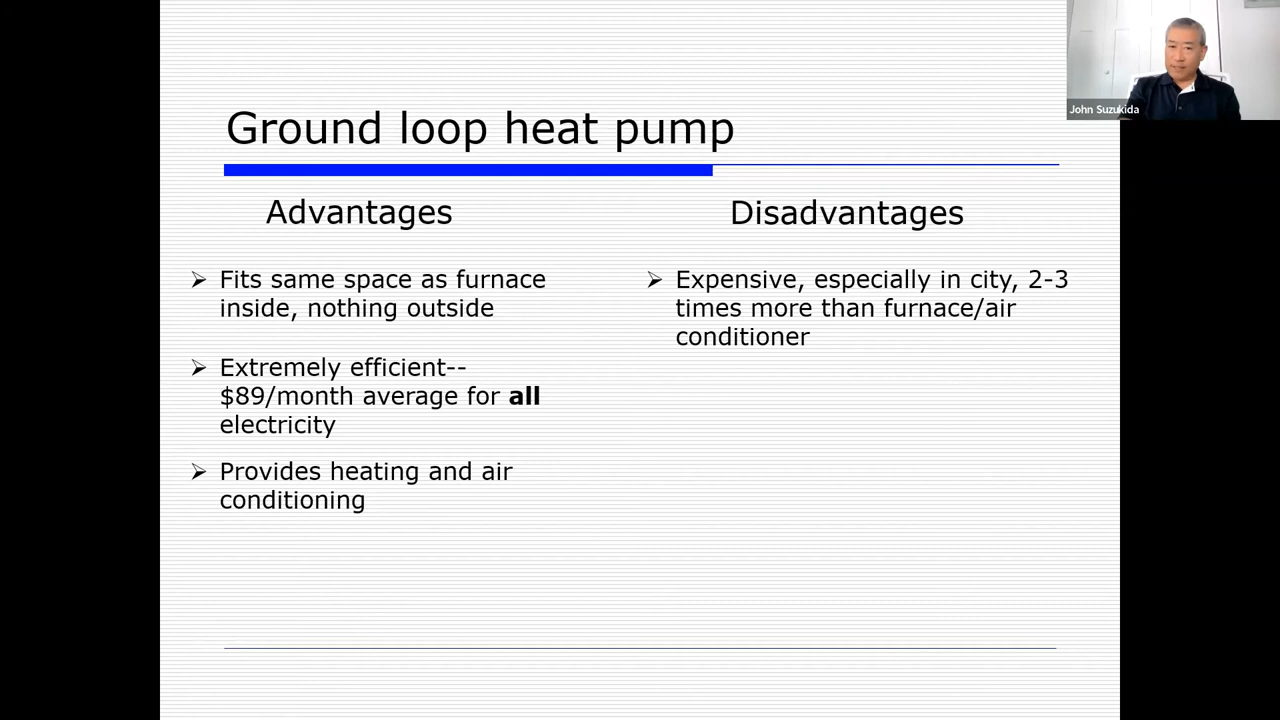 Ground loop heat pump
Advantages
Fits same space as furnace
inside, nothing outside
Extremely efficient--
$89/month average for all
electricity
Provides heating and air
conditioning
Disadvantages
Expensive, especially in city, 2-3
times more than furnace/air
conditioner
John Suzukida